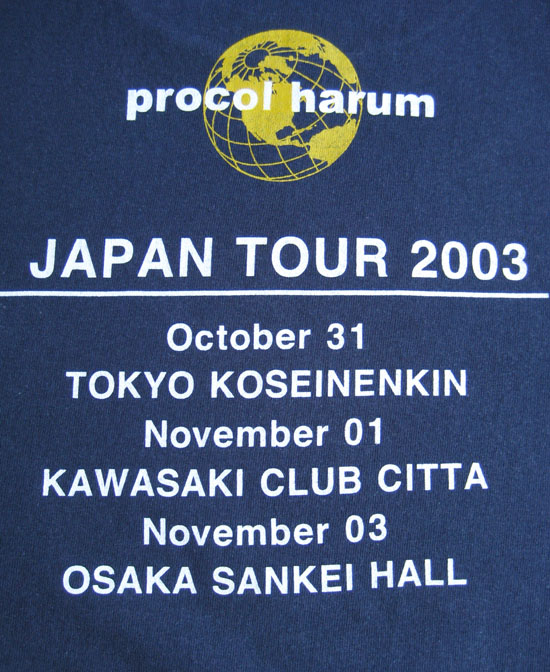 procol harum
JAPAN TOUR 2003
October 31
TOKYO KOSEINENKIN
November 01
KAWASAKI CLUB CITTA
November 03
OSAKA SANKEI HALL